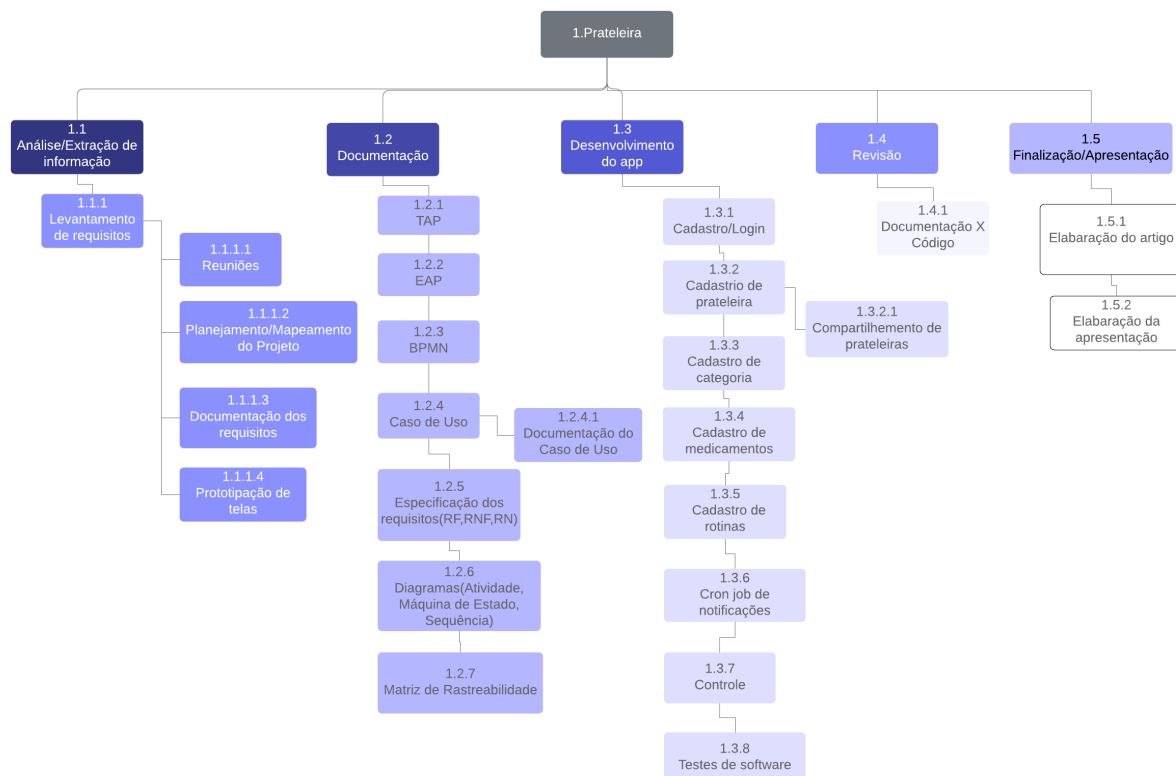 1.Prateleira
1.1
Análise/Extração de
informação
1.1.1
Levantamento
de requisitos
1.1.1.1
Reuniões
1.1.1.2
Planejamento/Mapeamento
do Projeto
1.1.1.3
Documentação dos
requisitos
1.1.1.4
Prototipação de
telas
1.2
Documentação
1.2.1
TAP
1.2.2
EAP
1.2.3
BPMN
1.2.4
Caso de Uso
1.2.4.1
Documentação do
Caso de Uso
1.2.5
Especificação dos
requisitos(RF,RNF,RN)
1.2.6
Diagramas(Atividade,
Máquina de Estado,
Sequência)
1.2.7
Matriz de Rastreabilidade
1.3
Desenvolvimento
do app
1.3.1
Cadastro/Login
1.3.2
Cadastrio de
prateleira
1.3.2.1
Compartilhemento de
prateleiras
1.3.3
Cadastro de
categoria
1.3.4
Cadastro de
medicamentos
1.3.5
Cadastro de
rotinas
1.3.6
Cron job de
notificações
1.3.7
Controle
1.3.8
Testes de software
1.4
Revisão
1.4.1
Documentação X
Código
1.5
Finalização/Apresentação
1.5.1
Elabaração do artigo
1.5.2
Elabaração da
apresentação